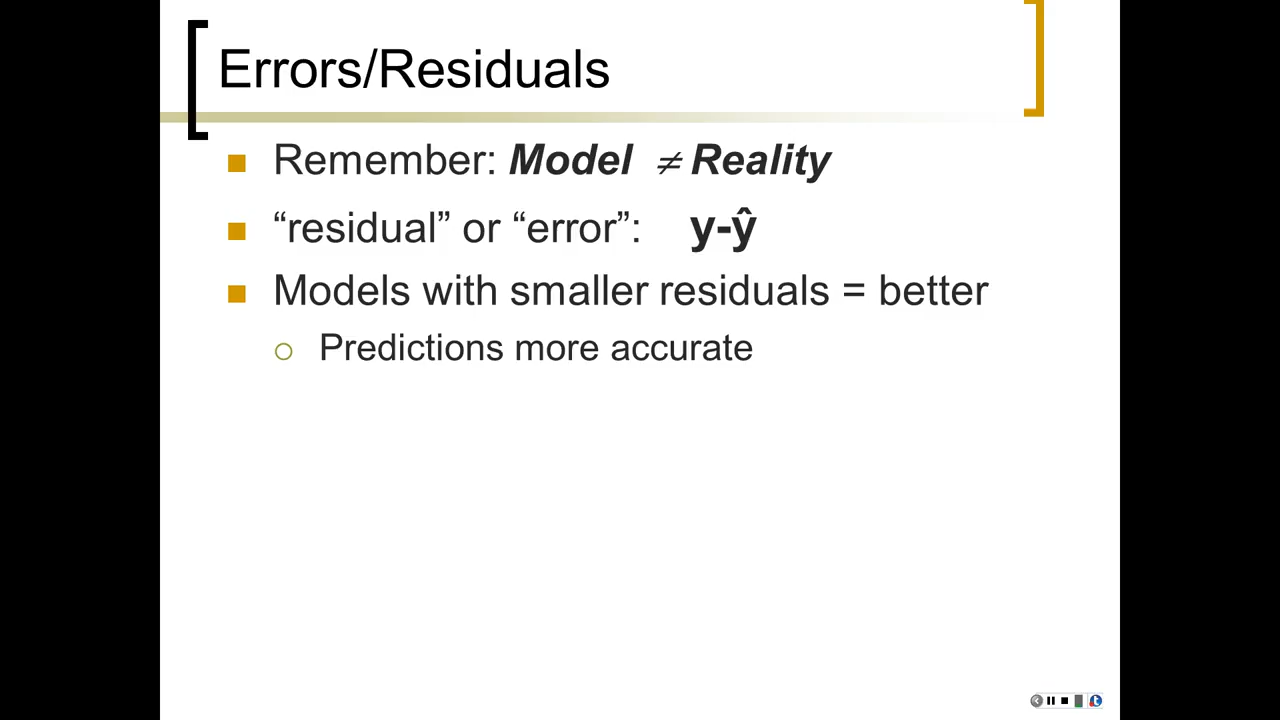 Errors/Residuals
Remember: Model ≠ Reality
“residual” or “error”: y-ŷ
Models with smaller residuals = better
Predictions more accurate